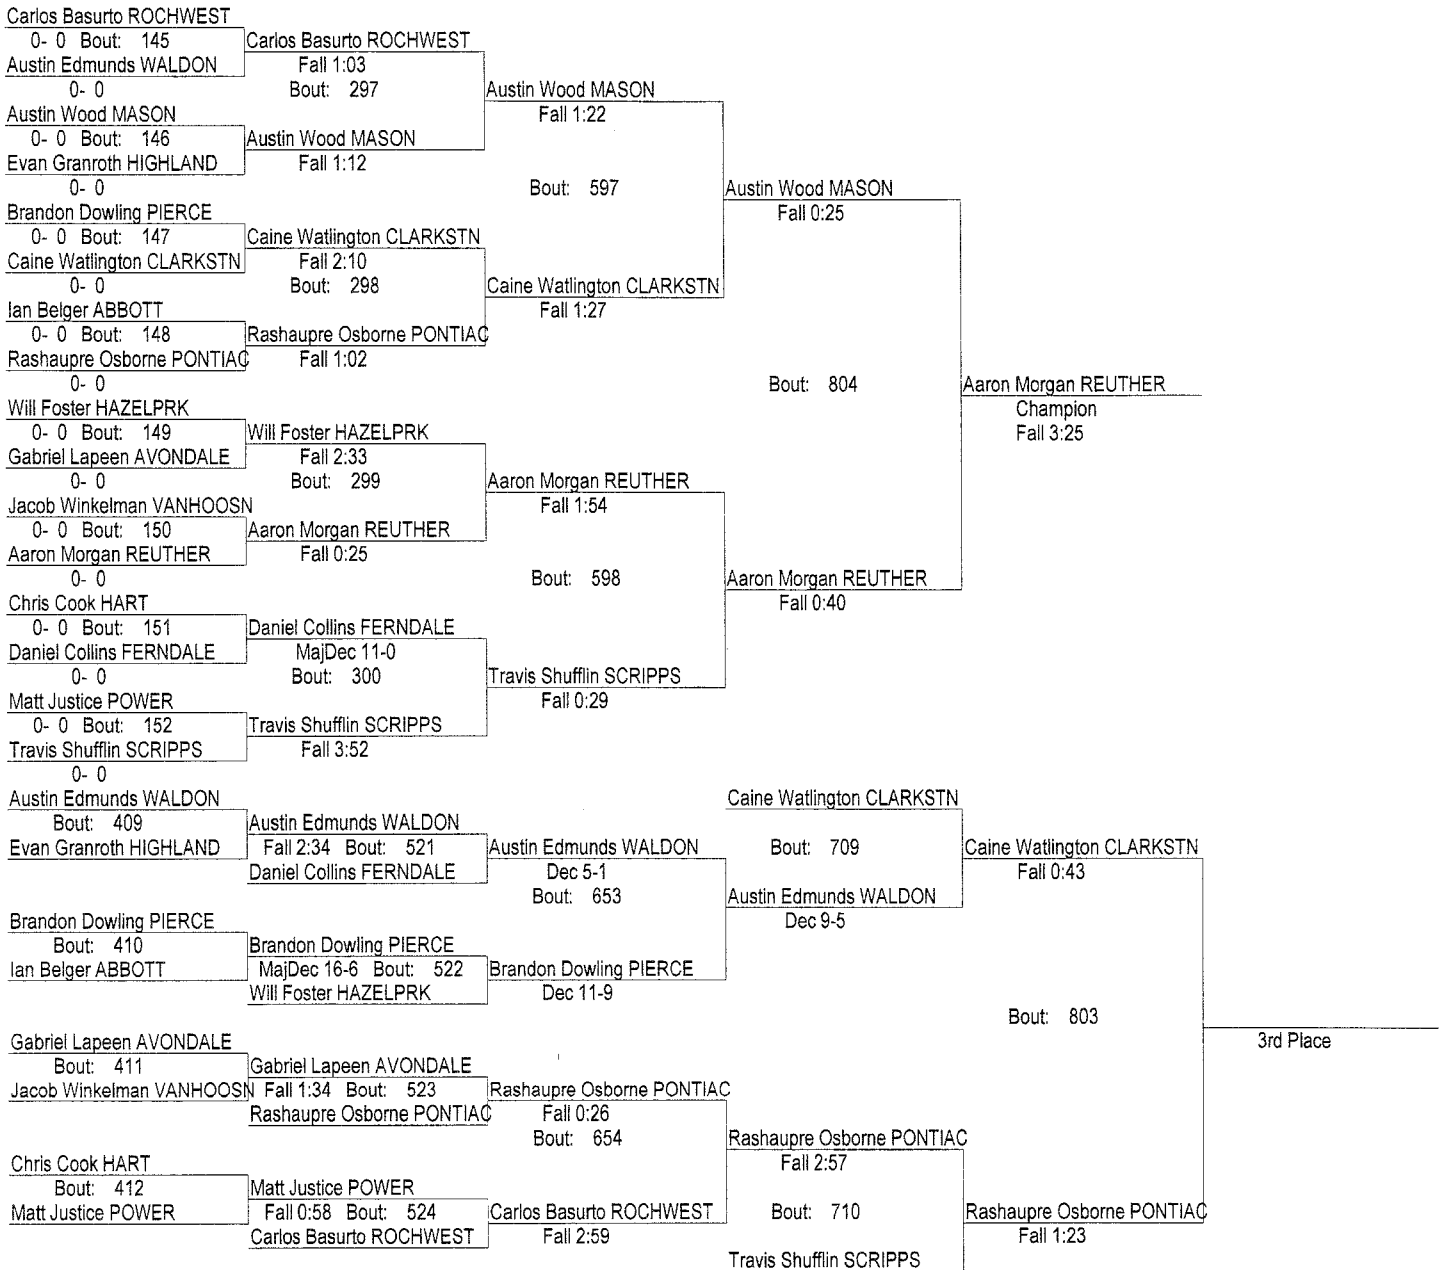 Carlos Basurto ROCHWEST
0- 0 Bout: 145
Austin Edmunds WALDON
0- 0
Austin Wood MASON
0- 0 Bout: 146
Evan Granroth HIGHLAND
0- 0
Brandon Dowling PIERCE
0- 0 Bout: 147
Caine Watlington CLARKSTN
0- 0
Ian Belger ABBOTT
0- 0 Bout: 148
Rashaupre Osborne PONTIAC
0- 0
Will Foster HAZELPRK
0- 0 Bout: 149
Gabriel Lapeen AVONDALE
0- 0
Jacob Winkelman VANHOOSN
0- 0 Bout: 150
Aaron Morgan REUTHER
0- 0
Chris Cook HART
0- 0 Bout: 151
Daniel Collins FERNDALE
0- 0
Matt Justice POWER
0- 0 Bout: 152
Travis Shufflin SCRIPPS
0- 0
Carlos Basurto ROCHWEST
Fall 1:03
Bout: 297
Austin Wood MASON
Fall 1:12
Caine Watlington CLARKSTN
Fall 2:10
Bout: 298
Rashaupre Osborne PONTIAC
Fall 1:02
Will Foster HAZELPRK
Fall 2:33
Bout: 299
Aaron Morgan REUTHER
Fall 0:25
Daniel Collins FERNDALE
MajDec 11-0
Bout: 300
Travis Shufflin SCRIPPS
Fall 3:52
Austin Wood MASON
Fall 1:22
Bout: 597
Caine Watlington CLARKSTN
Fall 1:27
Aaron Morgan REUTHER
Fall 1:54
Bout: 598
Travis Shufflin SCRIPPS
Fall 0:29
Austin Wood MASON
Fall 0:25
Bout: 804
Aaron Morgan REUTHER
Fall 0:40
Aaron Morgan REUTHER
Champion
Fall 3:25
Austin Edmunds WALDON
Bout: 409
Evan Granroth HIGHLAND
Brandon Dowling PIERCE
Bout: 410
Ian Belger ABBOTT
Gabriel Lapeen AVONDALE
Bout: 411
Jacob Winkelman VANHOOSN
Chris Cook HART
Bout: 412
Matt Justice POWER
Austin Edmunds WALDON
Fall 2:34 Bout: 521
Daniel Collins FERNDALE
Brandon Dowling PIERCE
MajDec 16-6 Bout: 522
Will Foster HAZELPRK
Gabriel Lapeen AVONDALE
Fall 1:34 Bout: 523
Rashaupre Osborne PONTIAC
Matt Justice POWER
Fall 0:58 Bout: 524
Carlos Basurto ROCHWEST
Austin Edmunds WALDON
Dec 5-1
Bout: 653
Brandon Dowling PIERCE
Dec 11-9
Rashaupre Osborne PONTIAC
Fall 0:26
Bout: 654
Carlos Basurto ROCHWEST
Fall 2:59
Caine Watlington CLARKSTN
Bout: 709
Austin Edmunds WALDON
Dec 9-5
Rashaupre Osborne PONTIAC
Fall 2:57
Bout: 710
Travis Shufflin SCRIPPS
Caine Watlington CLARKSTN
Fall 0:43
Bout: 803
Rashaupre Osborne PONTIAC
Fall 1:23
3rd Place